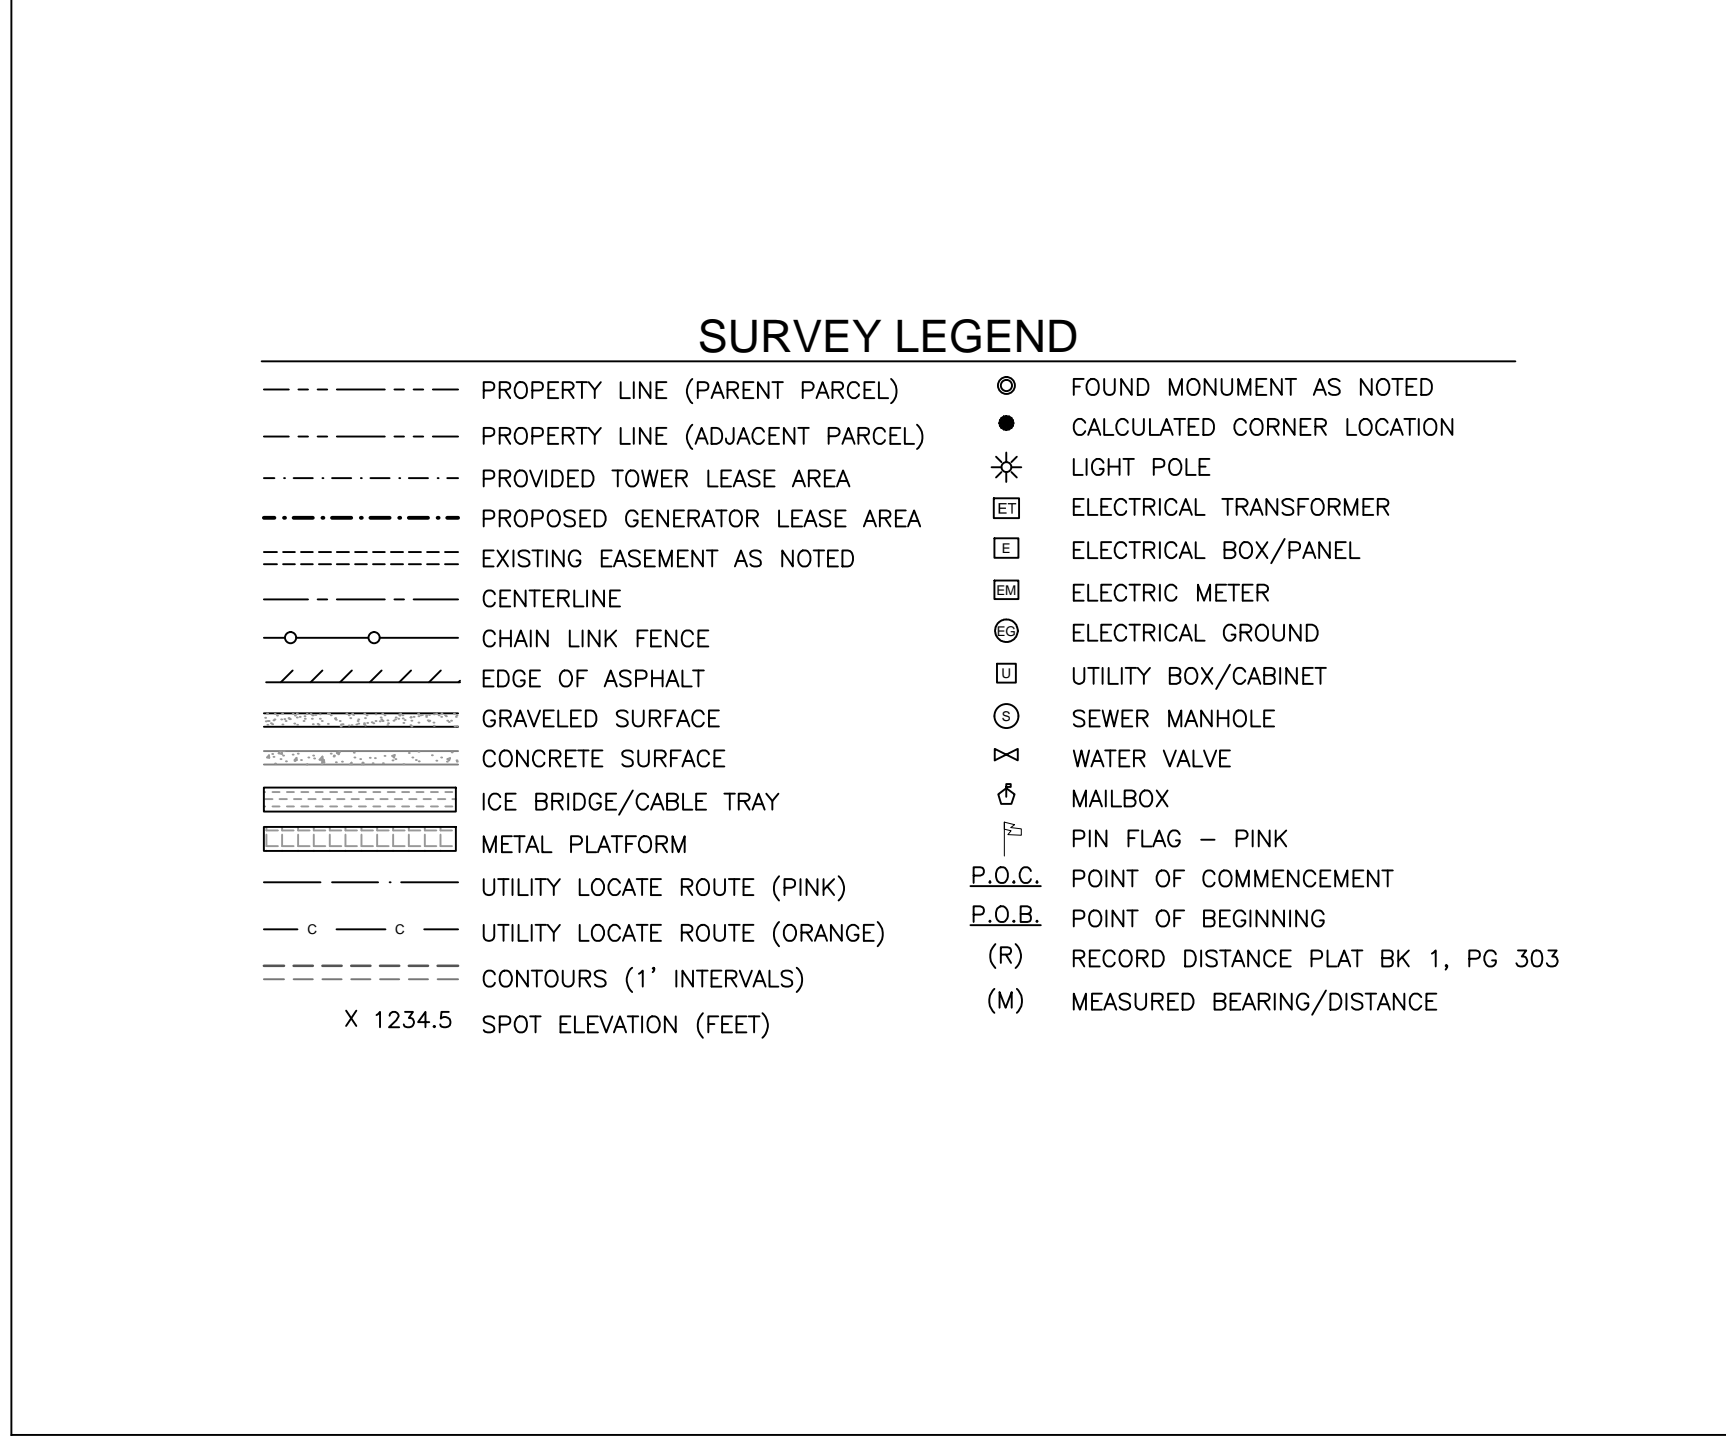 SURVEY LEGEND
PROPERTY LINE (PARENT PARCEL)
PROPERTY LINE (ADJACENT PARCEL)
PROVIDED TOWER LEASE AREA
PROPOSED GENERATOR LEASE AREA
EXISTING EASEMENT AS NOTED
CENTERLINE
CHAIN LINK FENCE
EDGE OF ASPHALT
GRAVELED SURFACE
CONCRETE SURFACE
ICE BRIDGE/CABLE TRAY
METAL PLATFORM
UTILITY LOCATE ROUTE (PINK)
C C UTILITY LOCATE ROUTE (ORANGE)
CONTOURS (1' INTERVALS)
X 1234.5 SPOT ELEVATION (FEET)
FOUND MONUMENT AS NOTED
CALCULATED CORNER LOCATION
LIGHT POLE
ET ELECTRICAL TRANSFORMER
E ELECTRICAL BOX/PANEL
EM ELECTRIC METER
EG ELECTRICAL GROUND
U UTILITY BOX/CABINET
S SEWER MANHOLE
WATER VALVE
MAILBOX
PIN FLAG – PINK
P.O.C. POINT OF COMMENCEMENT
P.O.B. POINT OF BEGINNING
(R) RECORD DISTANCE PLAT BK 1, PG 303
(M) MEASURED BEARING/DISTANCE